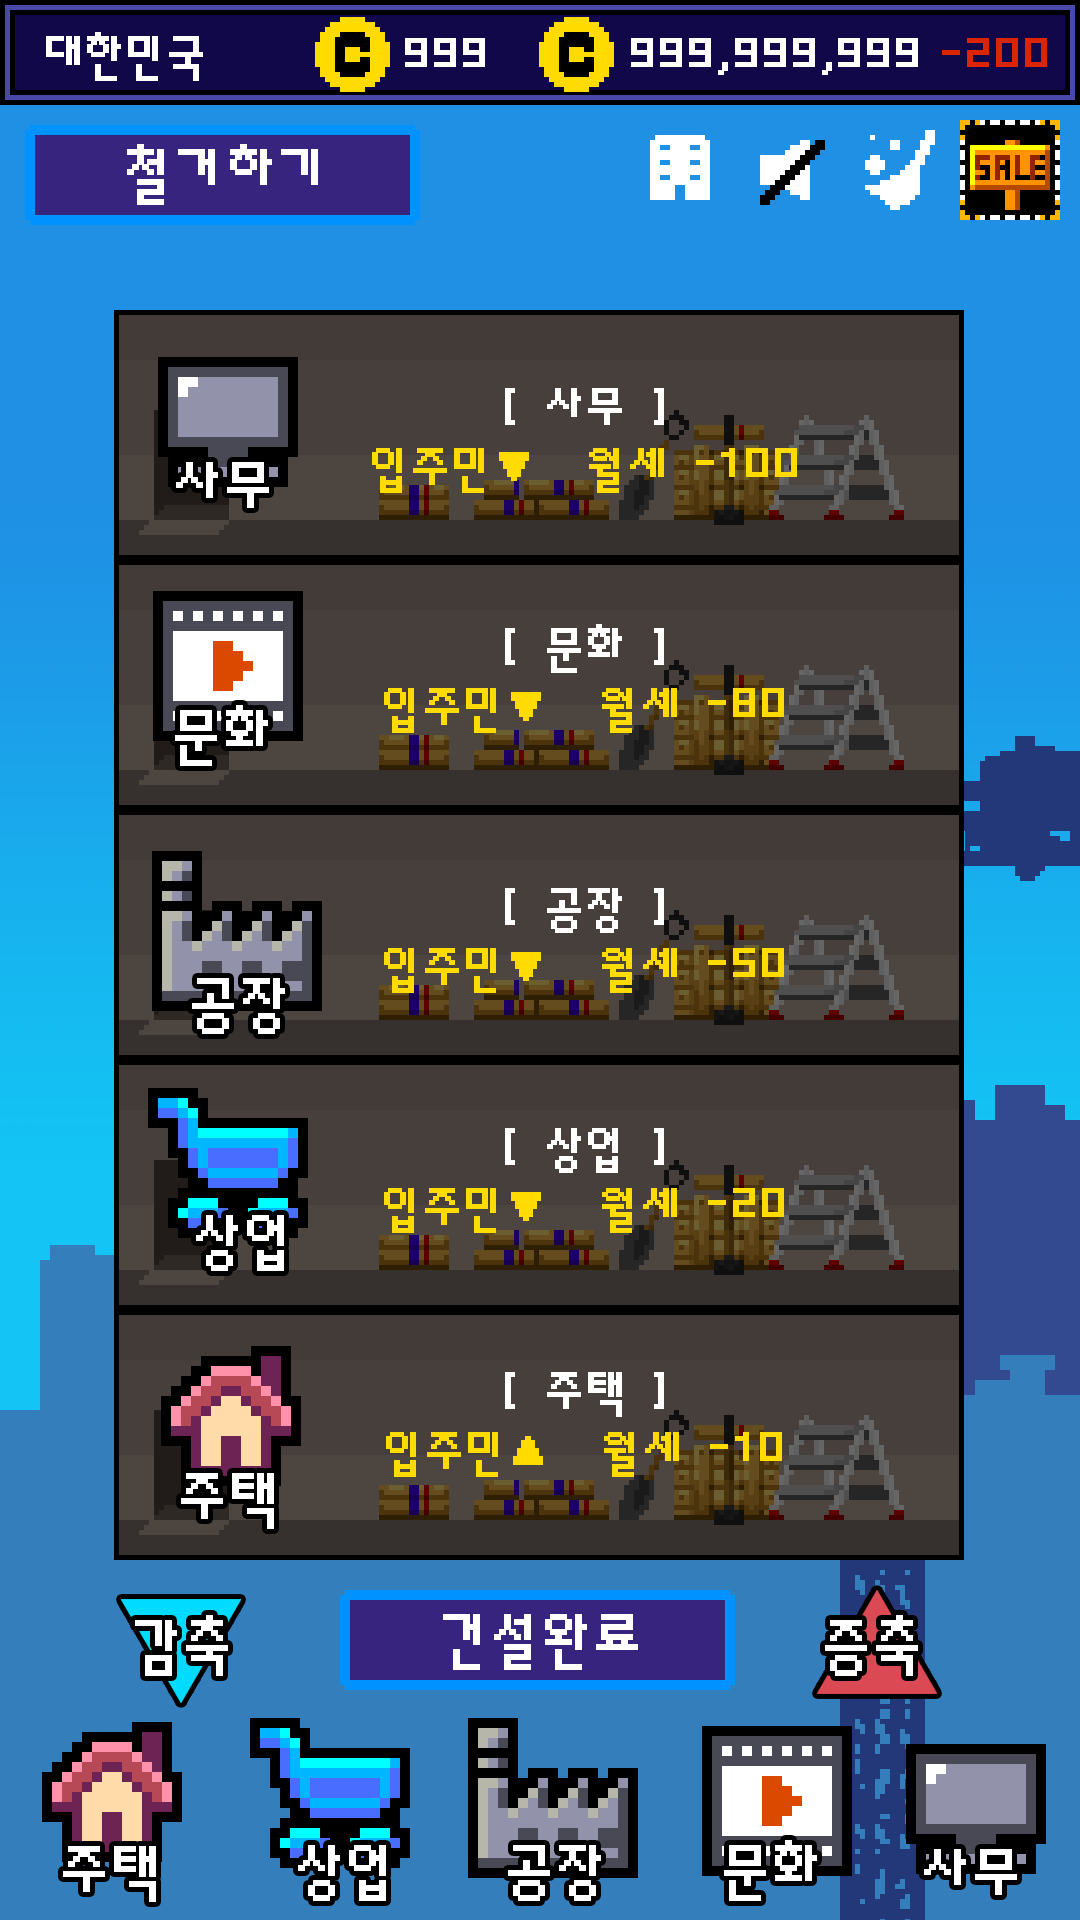 대한민국 C 999 C 999,999,999 -200
철거하기
SALE
[ 사무 ]
입주민▼ 월세 -100
사무
[ 문화 ]
입주민▼ 월세 -80
문화
[ 공장 ]
입주민▼ 월세 -50
공장
[ 상업 ]
입주민▼ 월세 -20
상업
[ 주택 ]
입주민▲ 월세 -10
주택
감축 건설완료 증축
주택 상업 공장 문화 사무